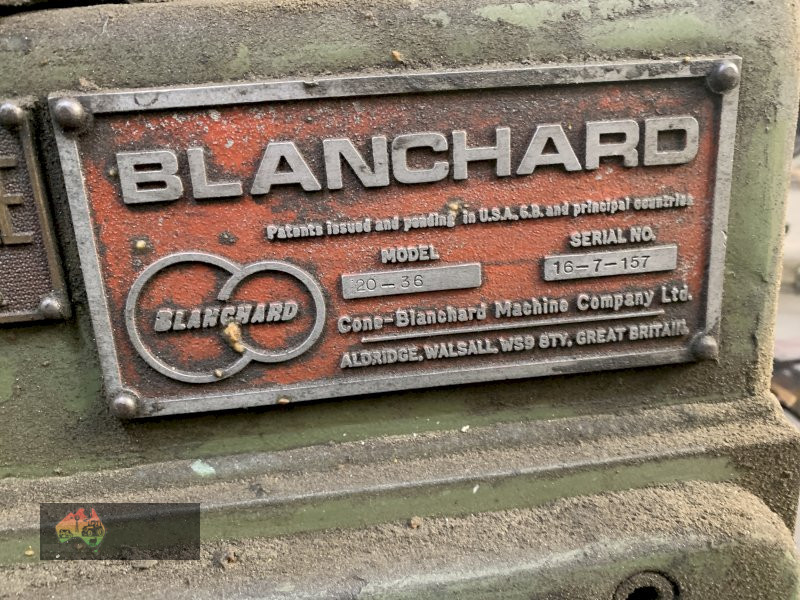 BLANCHARD
Patents issued and pending in U.S.A., G.B. and principal countries
MODEL
SERIAL NO.
20-36
16-7-157
BLANCHARD
Cone-Blanchard Machine Company Ltd.
ALDRIDGE, WALSALL, WS9 8TY, GREAT BRITAIN.
E